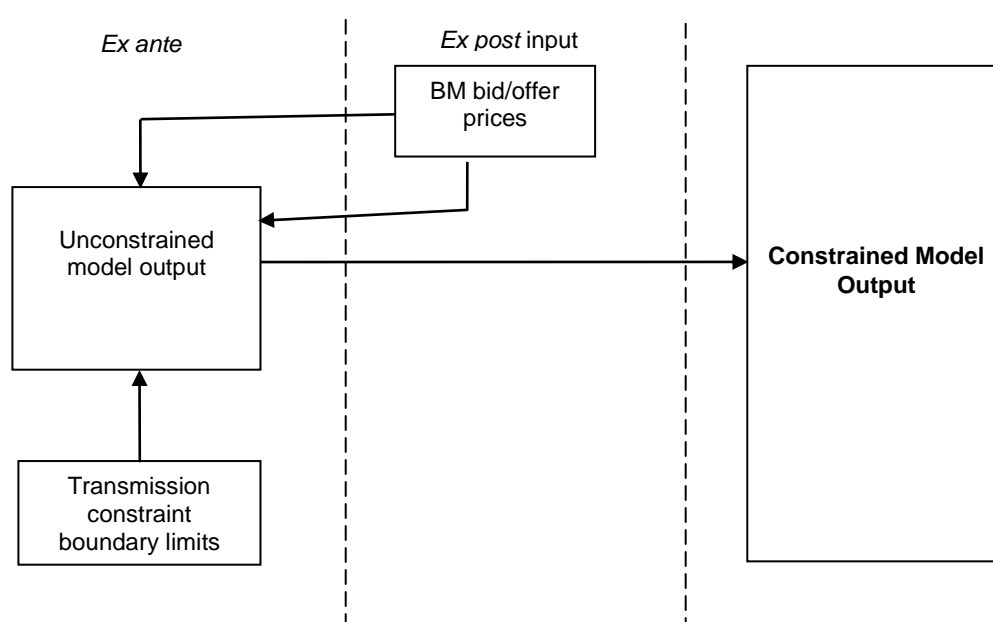 Ex ante
Ex post input
BM bid/offer
prices
Unconstrained
model output
Constrained Model
Output
Transmission
constraint
boundary limits